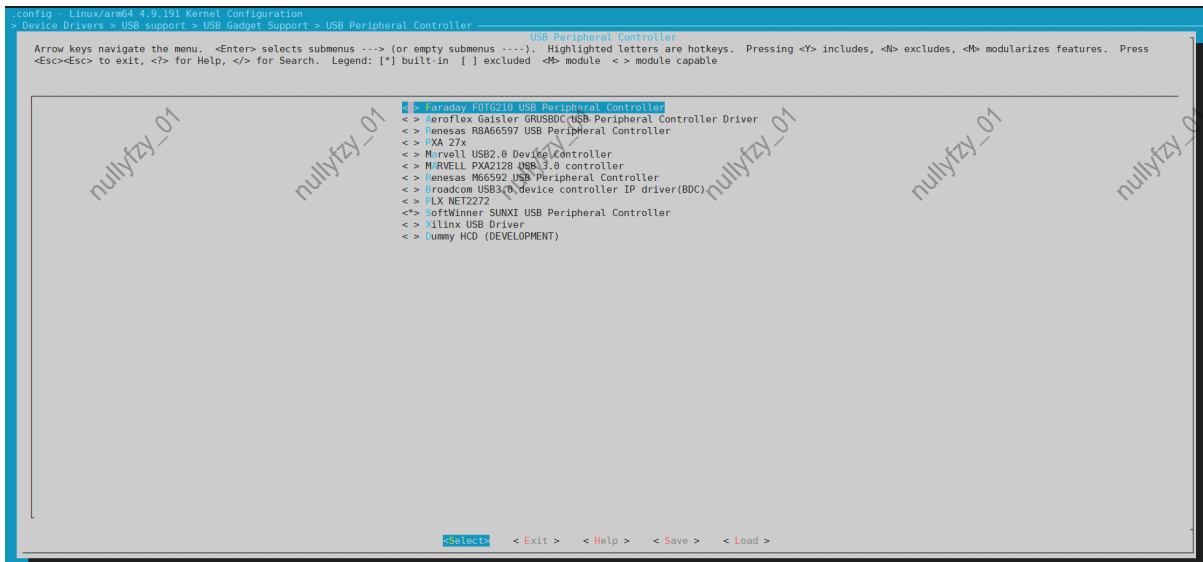 .config - Linux/arm64 4.9.191 Kernel Configuration
> Device Drivers > USB support > USB Gadget Support > USB Peripheral Controller
USB Peripheral Controller
Arrow keys navigate the menu.  <Enter> selects submenus ---> (or empty submenus ----).  Highlighted letters are hotkeys.  Pressing <Y> includes, <N> excludes, <M> modularizes features.  Press
<Esc><Esc> to exit, <?> for Help, </> for Search.  Legend: [*] built-in  [ ] excluded  <M> module  < > module capable
< > Faraday FOTG210 USB Peripheral Controller
< > Aeroflex Gaisler GRUSBDC USB Peripheral Controller Driver
< > Renesas R8A66597 USB Peripheral Controller
< > PXA 27x
< > Marvell USB2.0 Device Controller
< > MARVELL PXA2128 USB 3.0 controller
< > Renesas M66592 USB Peripheral Controller
< > Broadcom USB3.0 device controller IP driver(BDC)
< > PLX NET2272
<*> SoftWinner SUNXI USB Peripheral Controller
< > Xilinx USB Driver
< > Dummy HCD (DEVELOPMENT)
nullyfzy_01 nullyfzy_01 nullyfzy_01 nullyfzy_01 nullyfzy_01 nullyfzy_01
<Select>    < Exit >    < Help >    < Save >    < Load >